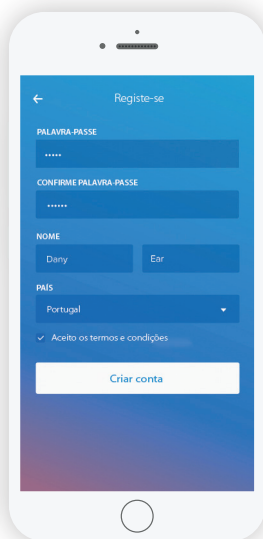 Registe-se
PALAVRA-PASSE
•••••
CONFIRME PALAVRA-PASSE
••••••
NOME
Dany Ear
PAÍS
Portugal
Aceito os termos e condições
Criar conta